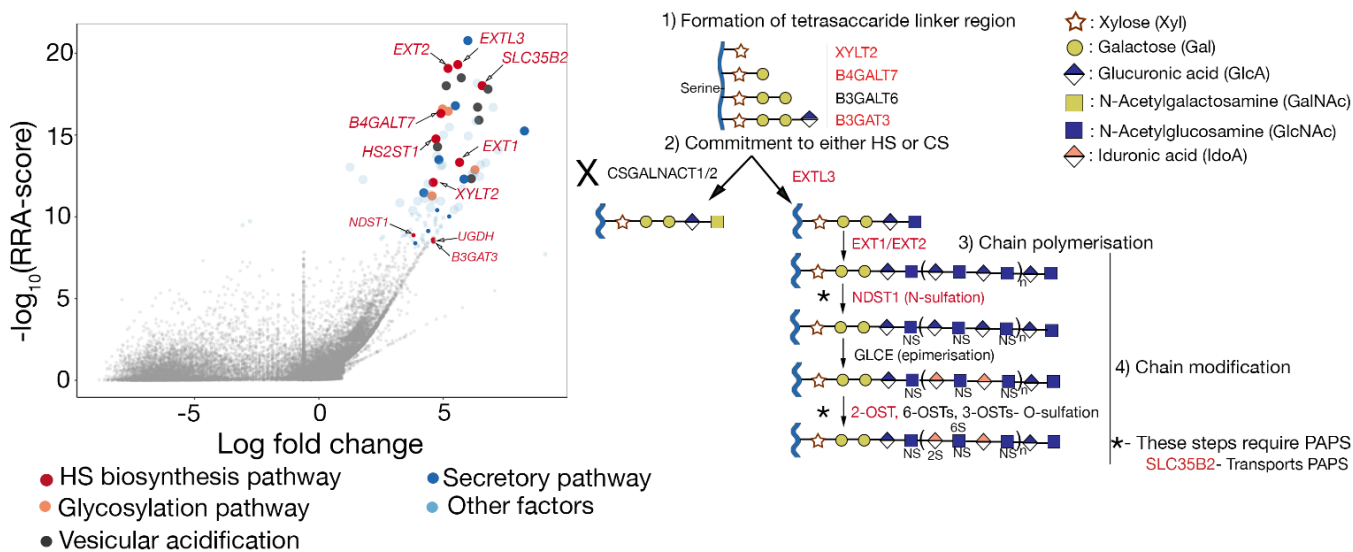 -log10(RRA-score)
20
15
10
5
0
-5
0
5
Log fold change
EXT2
EXTL3
SLC35B2
B4GALT7
HS2ST1
EXT1
XYLT2
NDST1
UGDH
B3GAT3
HS biosynthesis pathway
Glycosylation pathway
Vesicular acidification
Secretory pathway
Other factors
1) Formation of tetrasaccaride linker region
Serine
XYLT2
B4GALT7
B3GALT6
B3GAT3
2) Commitment to either HS or CS
X CSGALNACT1/2
EXTL3
EXT1/EXT2
3) Chain polymerisation
( )n
* NDST1 (N-sulfation)
NS ( NS NS )n
GLCE (epimerisation)
NS ( NS NS )n
4) Chain modification
* 2-OST, 6-OSTs, 3-OSTs- O-sulfation
6S
NS ( 2S NS NS )n
*- These steps require PAPS
SLC35B2- Transports PAPS
: Xylose (Xyl)
: Galactose (Gal)
: Glucuronic acid (GlcA)
: N-Acetylgalactosamine (GalNAc)
: N-Acetylglucosamine (GlcNAc)
: Iduronic acid (IdoA)